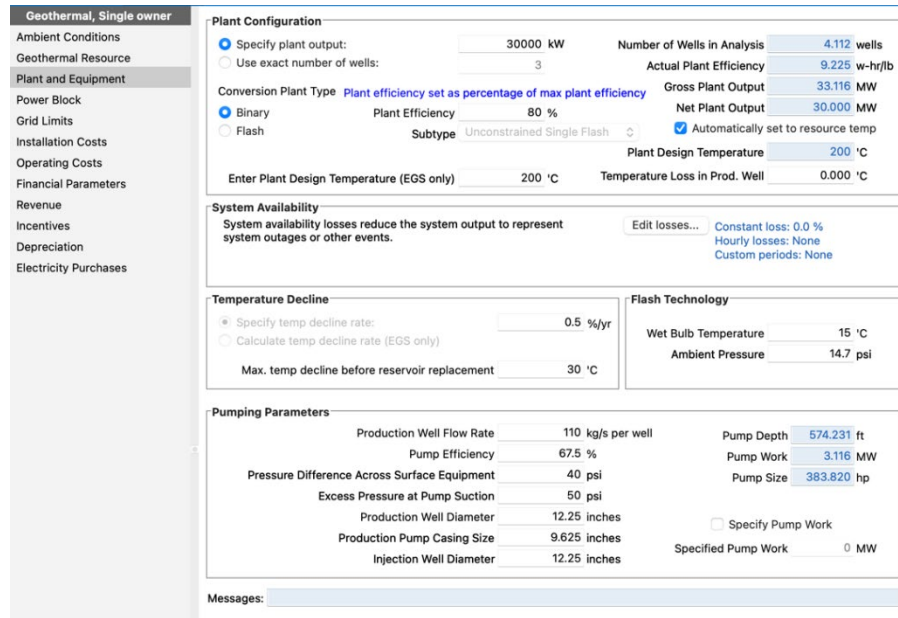 Geothermal, Single owner
Ambient Conditions
Geothermal Resource
Plant and Equipment
Power Block
Grid Limits
Installation Costs
Operating Costs
Financial Parameters
Revenue
Incentives
Depreciation
Electricity Purchases
Plant Configuration
Specify plant output: 30000 kW
Use exact number of wells: 3
Conversion Plant Type Plant efficiency set as percentage of max plant efficiency
Binary Plant Efficiency 80 %
Flash Subtype Unconstrained Single Flash
Enter Plant Design Temperature (EGS only) 200 'C
Number of Wells in Analysis 4.112 wells
Actual Plant Efficiency 9.225 w-hr/lb
Gross Plant Output 33.116 MW
Net Plant Output 30.000 MW
Automatically set to resource temp
Plant Design Temperature 200 'C
Temperature Loss in Prod. Well 0.000 'C
System Availability
System availability losses reduce the system output to represent
system outages or other events.
Edit losses...
Constant loss: 0.0 %
Hourly losses: None
Custom periods: None
Temperature Decline
Specify temp decline rate: 0.5 %/yr
Calculate temp decline rate (EGS only)
Max. temp decline before reservoir replacement 30 'C
Flash Technology
Wet Bulb Temperature 15 'C
Ambient Pressure 14.7 psi
Pumping Parameters
Production Well Flow Rate 110 kg/s per well
Pump Efficiency 67.5 %
Pressure Difference Across Surface Equipment 40 psi
Excess Pressure at Pump Suction 50 psi
Production Well Diameter 12.25 inches
Production Pump Casing Size 9.625 inches
Injection Well Diameter 12.25 inches
Pump Depth 574.231 ft
Pump Work 3.116 MW
Pump Size 383.820 hp
Specify Pump Work
Specified Pump Work 0 MW
Messages: